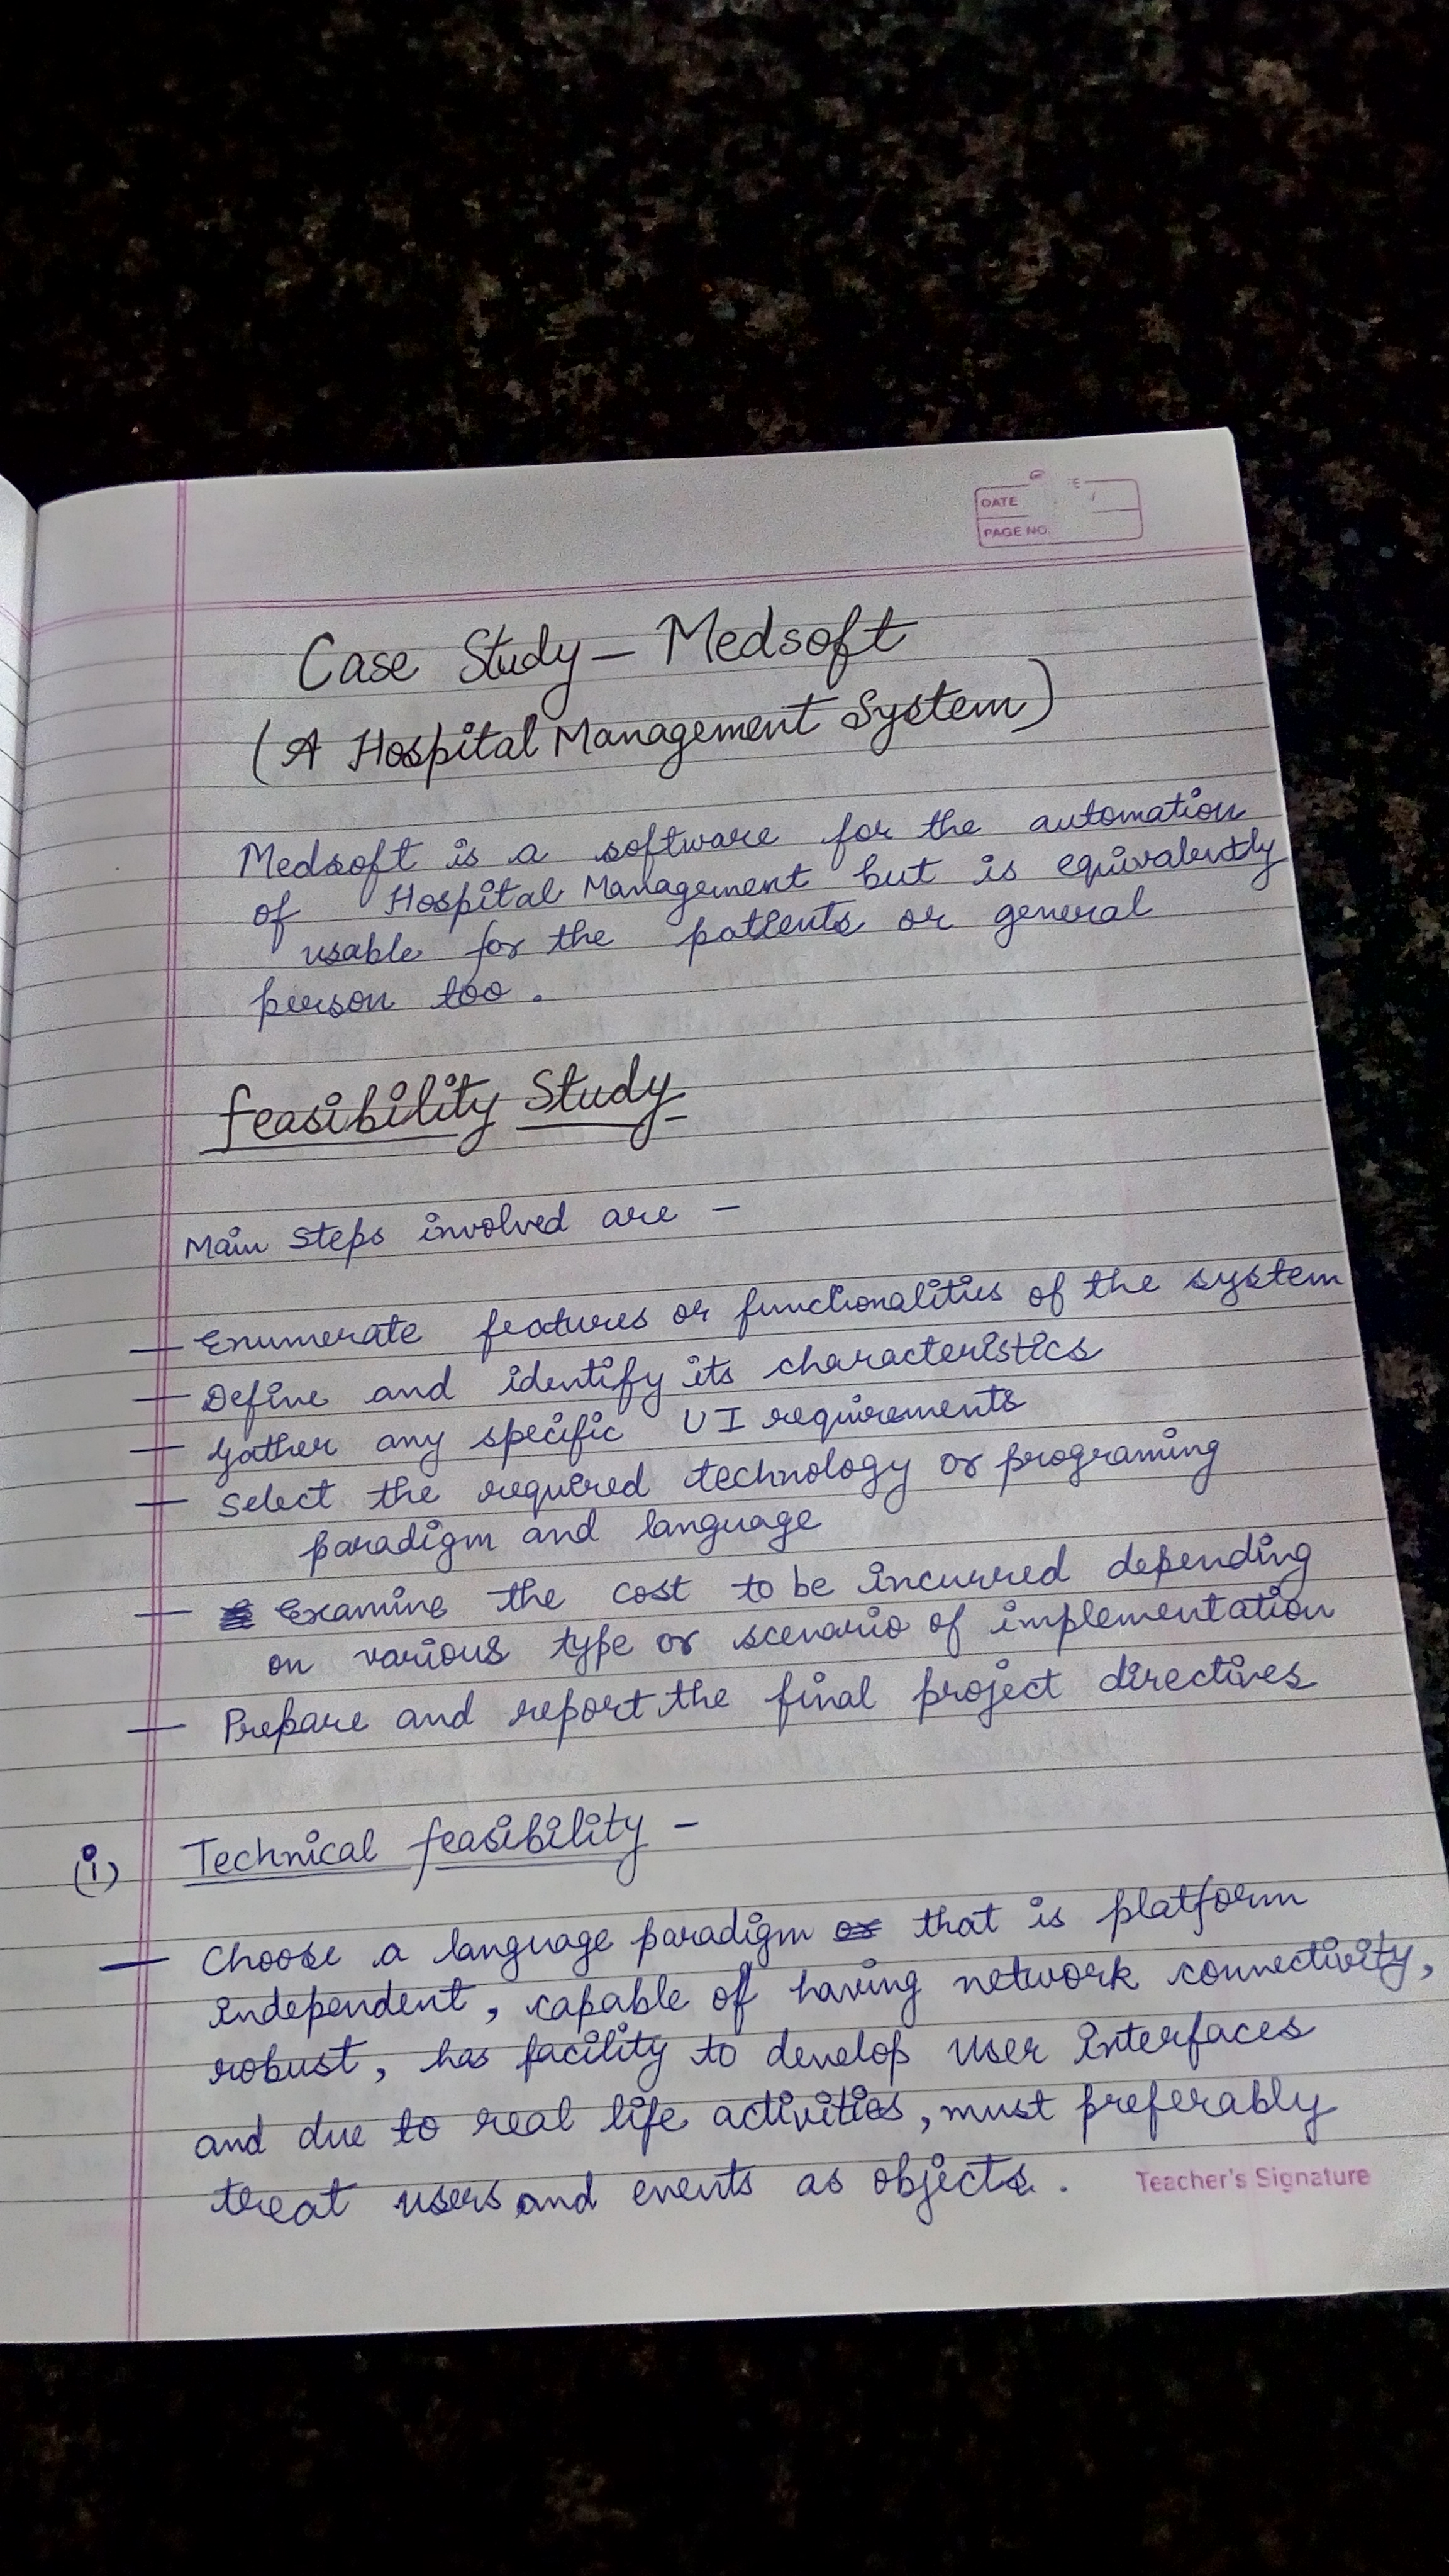 DATE
PAGE NO.
Case Study - Medsoft
(A Hospital Management System)
Medsoft is a software for the automation
of Hospital Management but is equivalently
usable for the patients or general
person too.
feasibility Study
Main Steps involved are -
- Enumerate features or functionalities of the system
- Define and identify its characteristics
- Gather any specific UI requirements
- Select the required technology or programing
paradigm and language
- Examine the cost to be incurred depending
on various type or scenario of implementation
- Prepare and report the final project directives
(i) Technical feasibility -
- Choose a language paradigm that is platform
independent, capable of having network connectivity,
robust, has facility to develop user interfaces
and due to real life activities, must preferably
treat users and events as objects.
Teacher's Signature